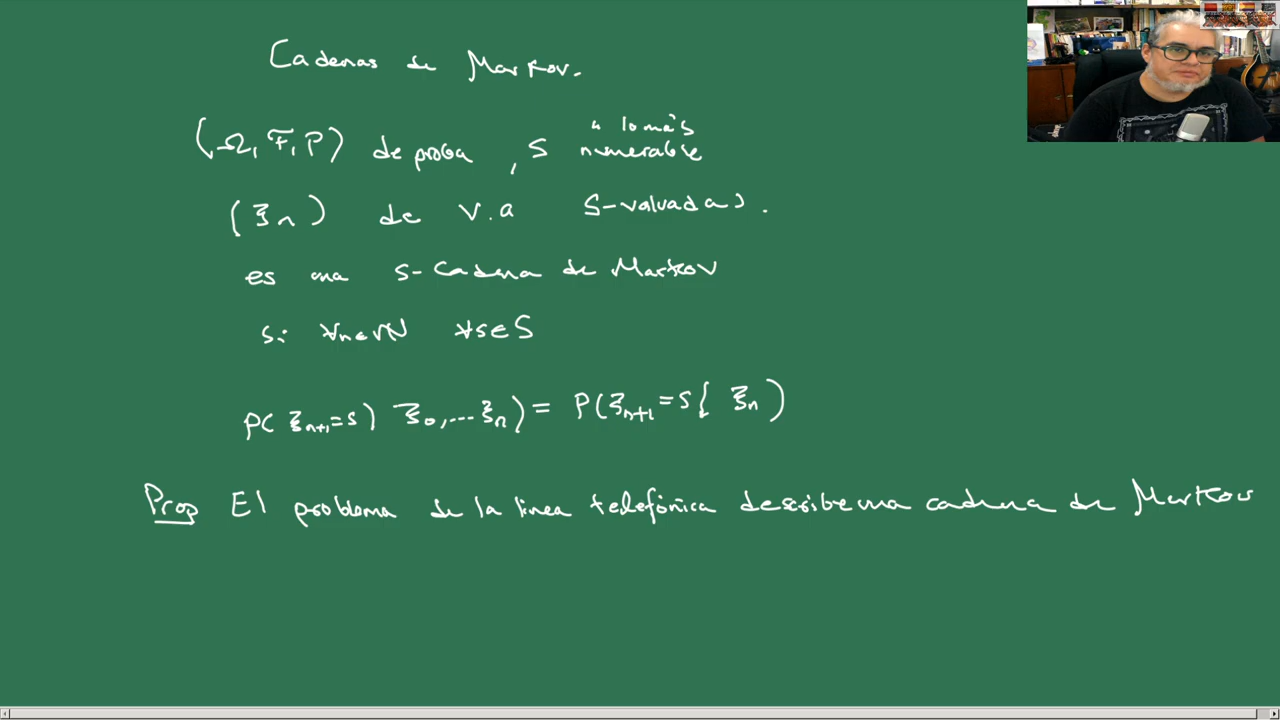 Cadenas de Markov.
(Ω, F, P) de proba, S a lo más numerable
(ξn) de v.a S-valuadas.
es una S-Cadena de Markov
si ∀n∈ℕ ∀s∈S
P(ξn+1=s) ξ0,...ξn) = P(ξn+1=s{ ξn)
Prop El problema de la linea telefónica describe una cadena de Markov